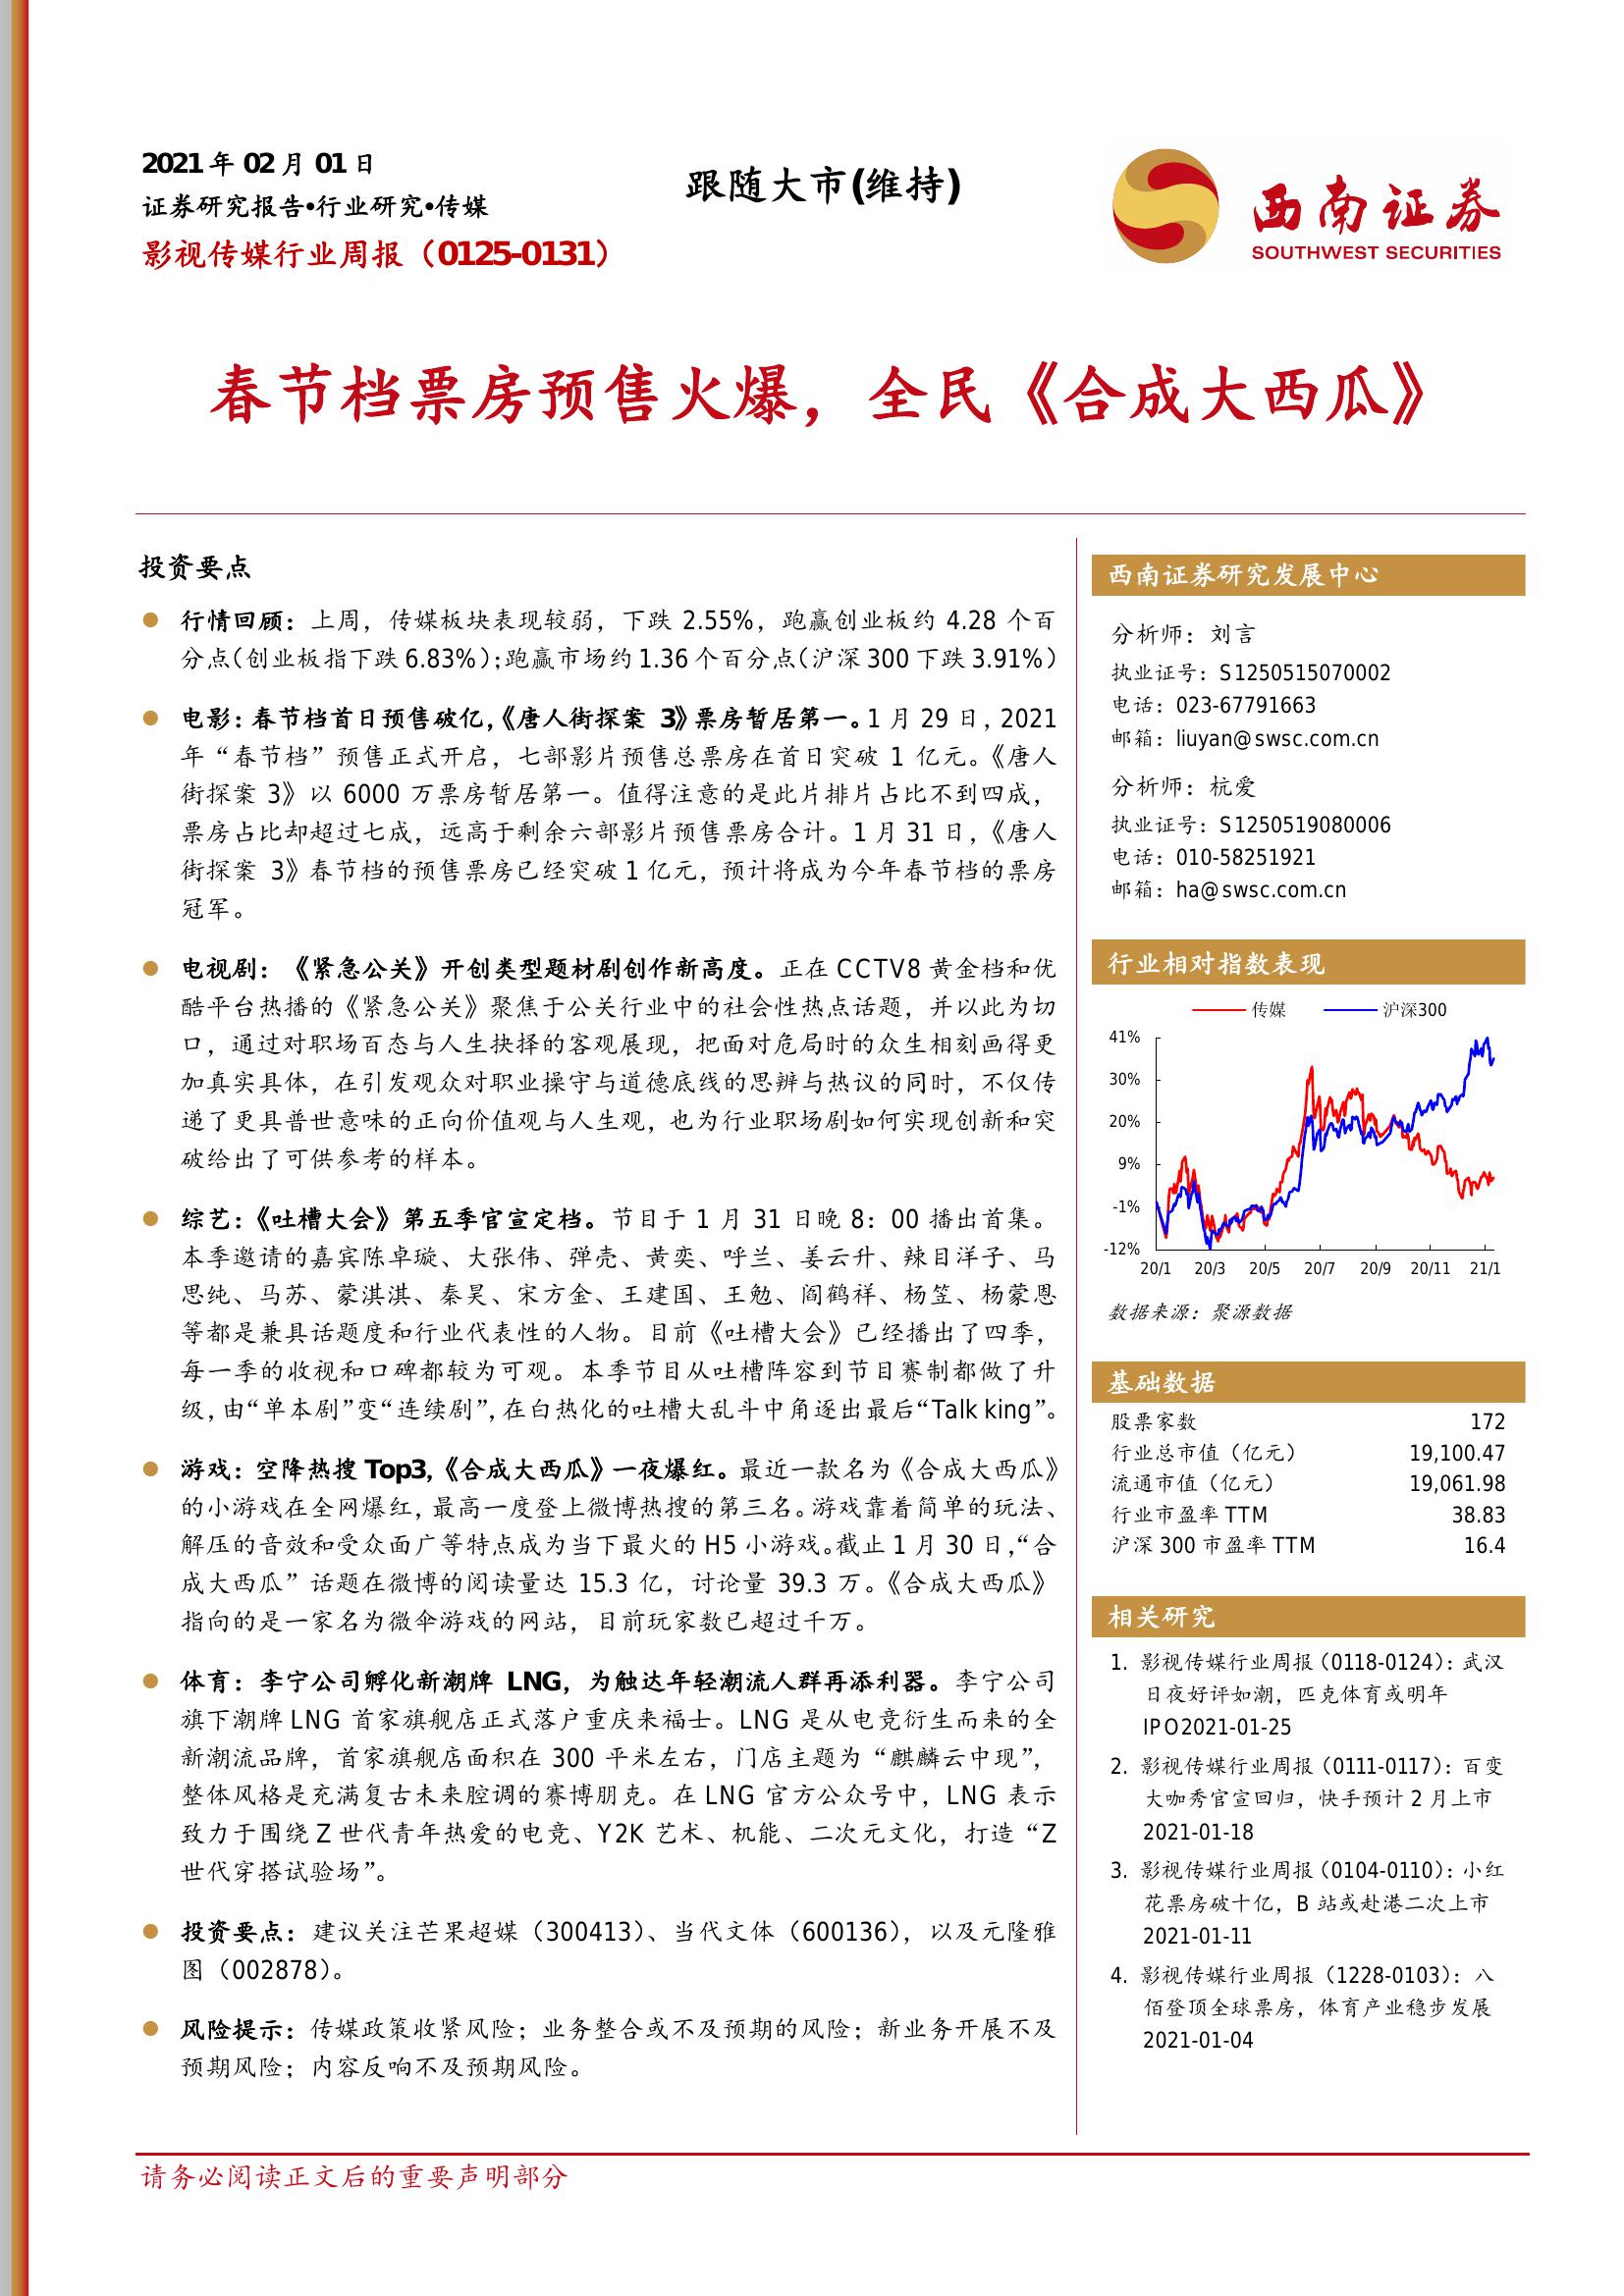 2021 年 02 月 01 日
证券研究报告•行业研究•传媒
影视传媒行业周报（0125-0131）
跟随大市(维持)
西南证券
SOUTHWEST SECURITIES
春节档票房预售火爆，全民《合成大西瓜》
投资要点
行情回顾：上周，传媒板块表现较弱，下跌 2.55%，跑赢创业板约 4.28 个百
分点（创业板指下跌 6.83%）；跑赢市场约 1.36 个百分点（沪深 300 下跌 3.91%）
电影：春节档首日预售破亿，《唐人街探案 3》票房暂居第一。1 月 29 日，2021
年“春节档”预售正式开启，七部影片预售总票房在首日突破 1 亿元。《唐人
街探案 3》以 6000 万票房暂居第一。值得注意的是此片排片占比不到四成，
票房占比却超过七成，远高于剩余六部影片预售票房合计。1 月 31 日，《唐人
街探案 3》春节档的预售票房已经突破 1 亿元，预计将成为今年春节档的票房
冠军。
电视剧：《紧急公关》开创类型题材剧创作新高度。正在 CCTV8 黄金档和优
酷平台热播的《紧急公关》聚焦于公关行业中的社会性热点话题，并以此为切
口，通过对职场百态与人生抉择的客观展现，把面对危局时的众生相刻画得更
加真实具体，在引发观众对职业操守与道德底线的思辨与热议的同时，不仅传
递了更具普世意味的正向价值观与人生观，也为行业职场剧如何实现创新和突
破给出了可供参考的样本。
综艺：《吐槽大会》第五季官宣定档。节目于 1 月 31 日晚 8：00 播出首集。
本季邀请的嘉宾陈卓璇、大张伟、弹壳、黄奕、呼兰、姜云升、辣目洋子、马
思纯、马苏、蒙淇淇、秦昊、宋方金、王建国、王勉、阎鹤祥、杨笠、杨蒙恩
等都是兼具话题度和行业代表性的人物。目前《吐槽大会》已经播出了四季，
每一季的收视和口碑都较为可观。本季节目从吐槽阵容到节目赛制都做了升
级，由“单本剧”变“连续剧”，在白热化的吐槽大乱斗中角逐出最后“Talk king”。
游戏：空降热搜 Top3，《合成大西瓜》一夜爆红。最近一款名为《合成大西瓜》
的小游戏在全网爆红，最高一度登上微博热搜的第三名。游戏靠着简单的玩法、
解压的音效和受众面广等特点成为当下最火的 H5 小游戏。截止 1 月 30 日，“合
成大西瓜”话题在微博的阅读量达 15.3 亿，讨论量 39.3 万。《合成大西瓜》
指向的是一家名为微伞游戏的网站，目前玩家数已超过千万。
体育：李宁公司孵化新潮牌 LNG，为触达年轻潮流人群再添利器。李宁公司
旗下潮牌 LNG 首家旗舰店正式落户重庆来福士。LNG 是从电竞衍生而来的全
新潮流品牌，首家旗舰店面积在 300 平米左右，门店主题为“麒麟云中现”，
整体风格是充满复古未来腔调的赛博朋克。在 LNG 官方公众号中，LNG 表示
致力于围绕 Z 世代青年热爱的电竞、Y2K 艺术、机能、二次元文化，打造“Z
世代穿搭试验场”。
投资要点：建议关注芒果超媒（300413）、当代文体（600136），以及元隆雅
图（002878）。
风险提示：传媒政策收紧风险；业务整合或不及预期的风险；新业务开展不及
预期风险；内容反响不及预期风险。
西南证券研究发展中心
分析师：刘言
执业证号：S1250515070002
电话：023-67791663
邮箱：liuyan@swsc.com.cn
分析师：杭爱
执业证号：S1250519080006
电话：010-58251921
邮箱：ha@swsc.com.cn
行业相对指数表现
传媒 沪深300
41%
30%
20%
9%
-1%
-12%
20/1 20/3 20/5 20/7 20/9 20/11 21/1
数据来源：聚源数据
基础数据
股票家数 172
行业总市值（亿元） 19,100.47
流通市值（亿元） 19,061.98
行业市盈率 TTM 38.83
沪深 300 市盈率 TTM 16.4
相关研究
1. 影视传媒行业周报（0118-0124）：武汉
日夜好评如潮，匹克体育或明年
IPO2021-01-25
2. 影视传媒行业周报（0111-0117）：百变
大咖秀官宣回归，快手预计 2 月上市
2021-01-18
3. 影视传媒行业周报（0104-0110）：小红
花票房破十亿，B 站或赴港二次上市
2021-01-11
4. 影视传媒行业周报（1228-0103）：八
佰登顶全球票房，体育产业稳步发展
2021-01-04
请务必阅读正文后的重要声明部分